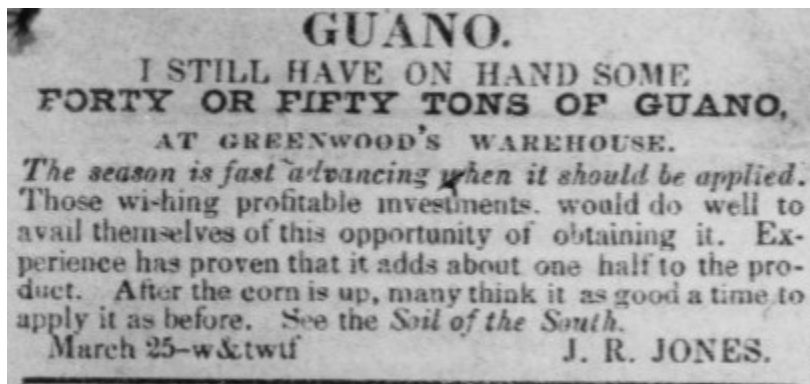 GUANO.
I STILL HAVE ON HAND SOME
FORTY OR FIFTY TONS OF GUANO,
AT GREENWOOD'S WAREHOUSE.
The season is fast advancing when it should be applied.
Those wi-hing profitable investments. would do well to
avail themselves of this opportunity of obtaining it. Ex-
perience has proven that it adds about one half to the pro-
duct. After the corn is up, many think it as good a time to
apply it as before. See the Soil of the South.
March 25-w&twtf J. R. JONES.